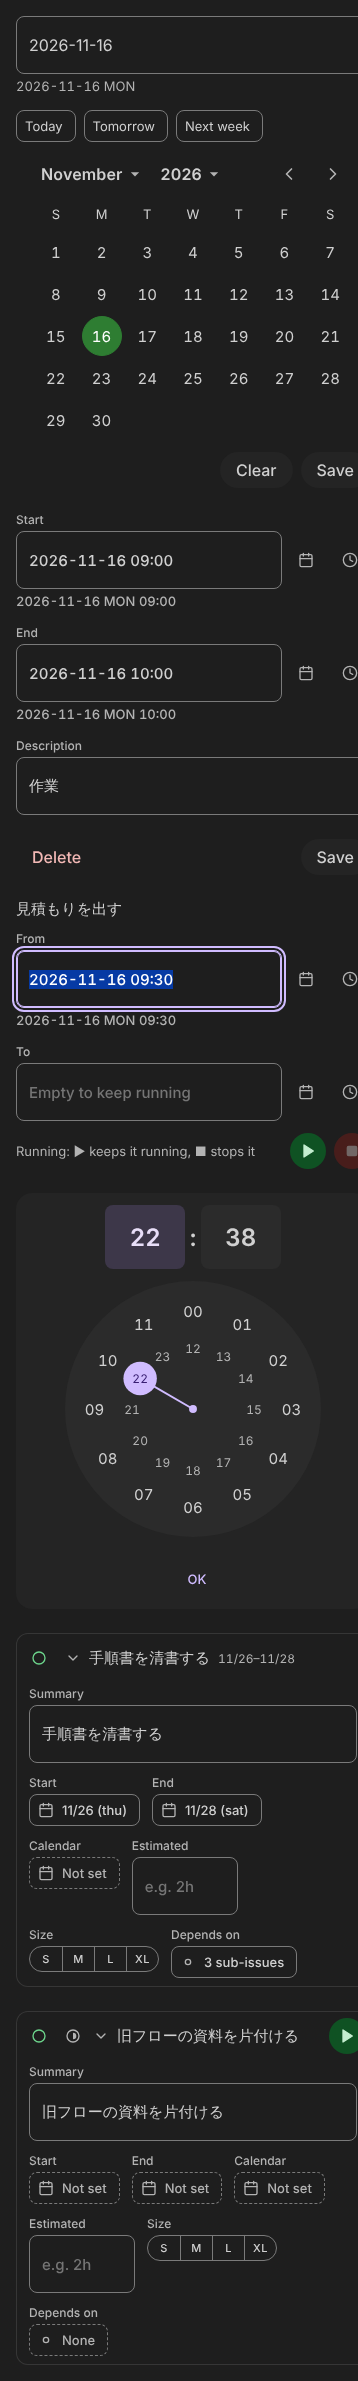 2026-11-16
2026-11-16 MON
Today Tomorrow Next week
November 2026
S M T W T F S
1 2 3 4 5 6 7
8 9 10 11 12 13 14
15 16 17 18 19 20 21
22 23 24 25 26 27 28
29 30
Clear Save
Start
2026-11-16 09:00
2026-11-16 MON 09:00
End
2026-11-16 10:00
2026-11-16 MON 10:00
Description
作業
Delete Save
見積もりを出す
From
2026-11-16 09:30
2026-11-16 MON 09:30
To
Empty to keep running
Running: ▶ keeps it running, ■ stops it
22 : 38
00
11 01
12
23 13
10 02
22 14
09 21 15 03
20 16
08 04
19 17
18
07 05
06
OK
手順書を清書する 11/26–11/28
Summary
手順書を清書する
Start End
11/26 (thu) 11/28 (sat)
Calendar Estimated
Not set e.g. 2h
Size Depends on
S M L XL 3 sub-issues
旧フローの資料を片付ける
Summary
旧フローの資料を片付ける
Start End Calendar
Not set Not set Not set
Estimated Size
e.g. 2h S M L XL
Depends on
None